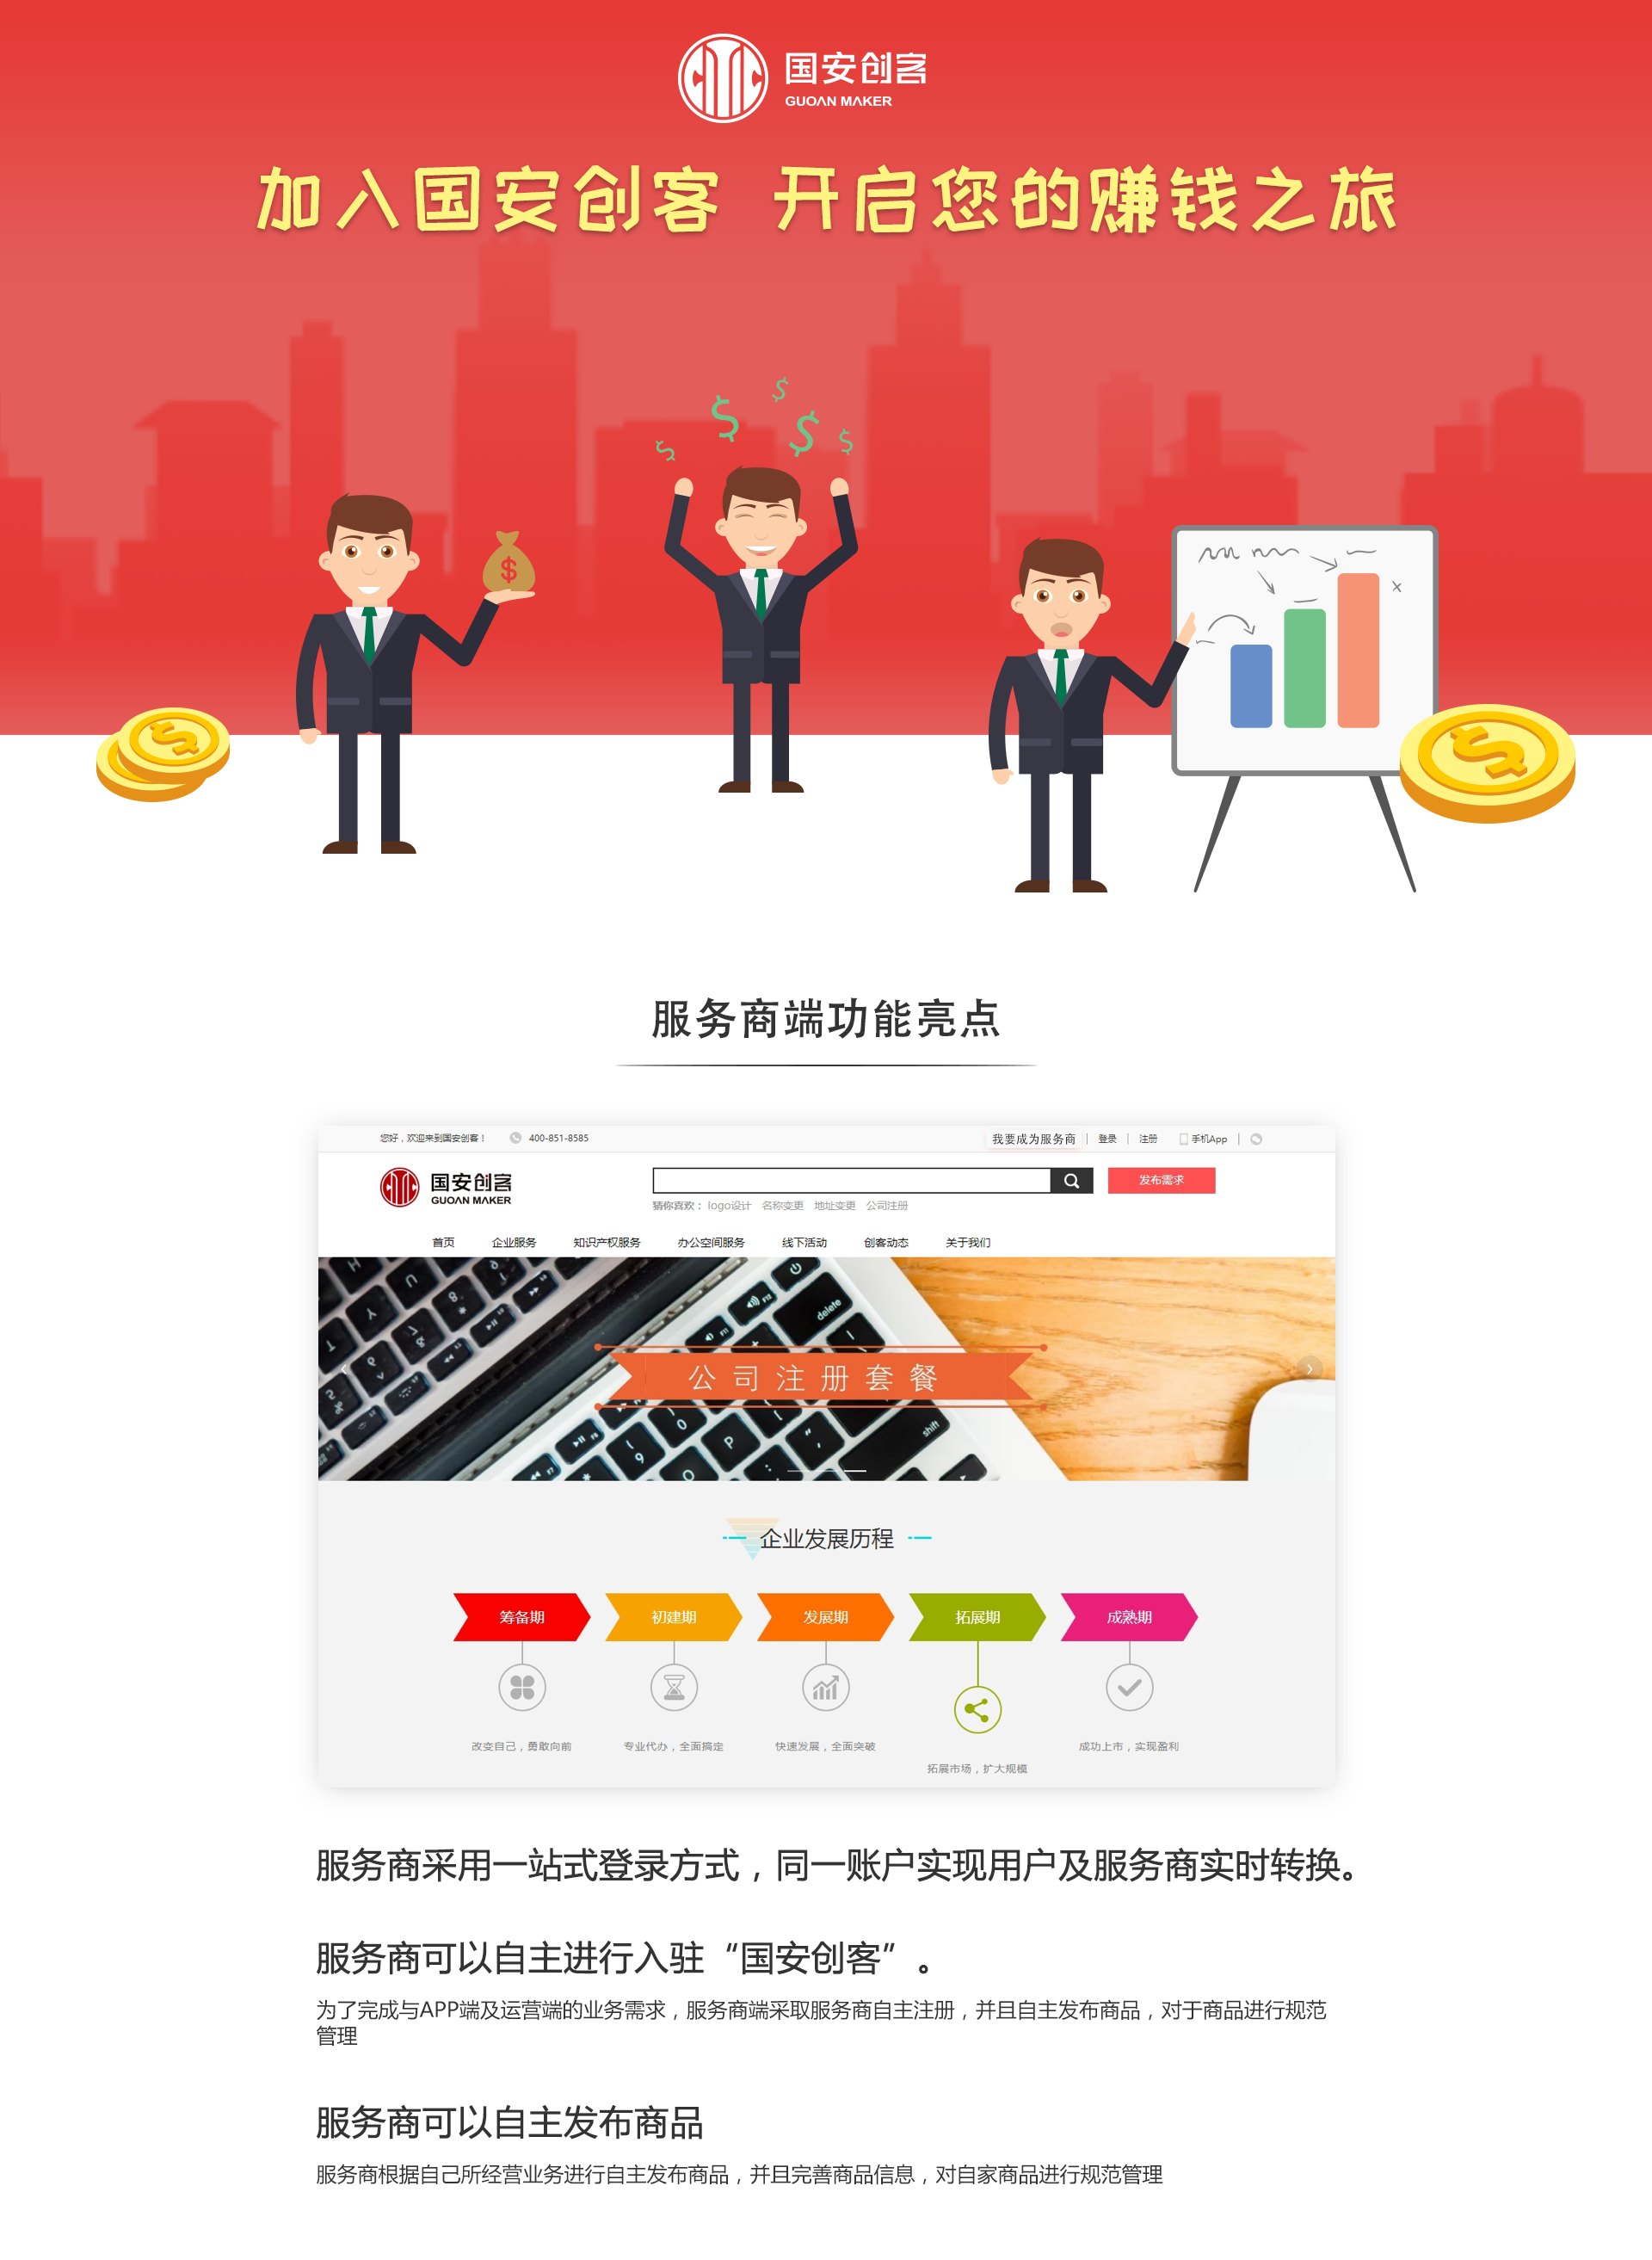 国安创客
GUOAN MAKER
加入国安创客 开启您的赚钱之旅
服务商端功能亮点
您好，欢迎来到国安创客！ 400-851-8585 我要成为服务商 登录 注册 手机App
国安创客
GUOAN MAKER
发布需求
猜你喜欢： logo设计 名称变更 地址变更 公司注册
首页 企业服务 知识产权服务 办公空间服务 线下活动 创客动态 关于我们
delete
公司注册套餐
shift
企业发展历程
筹备期 初建期 发展期 拓展期 成熟期
改变自己，勇敢向前 专业代办，全面搞定 快速发展，全面突破 成功上市，实现盈利
拓展市场，扩大规模
服务商采用一站式登录方式，同一账户实现用户及服务商实时转换。
服务商可以自主进行入驻“国安创客”。
为了完成与APP端及运营端的业务需求，服务商端采取服务商自主注册，并且自主发布商品，对于商品进行规范
管理
服务商可以自主发布商品
服务商根据自己所经营业务进行自主发布商品，并且完善商品信息，对自家商品进行规范管理